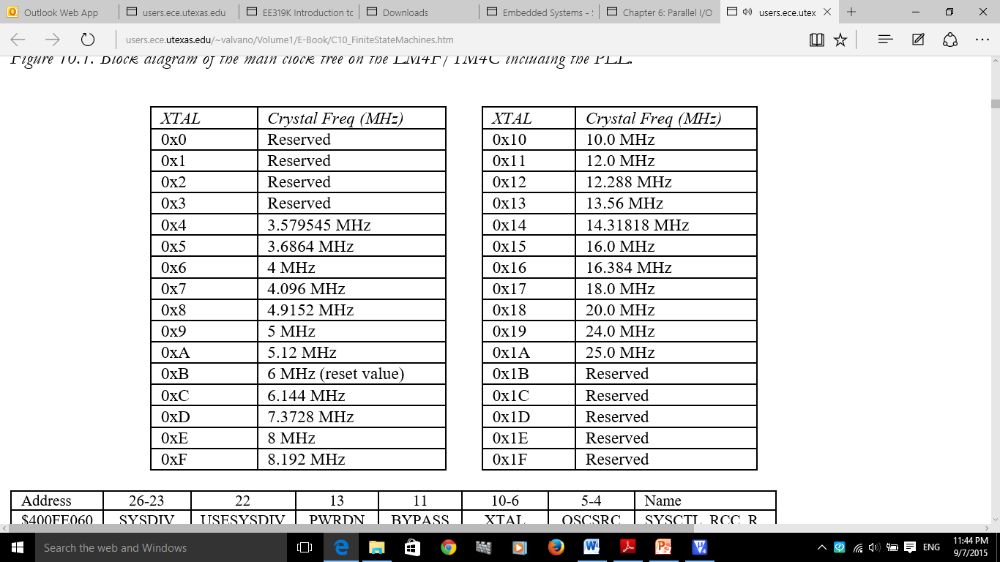 Outlook Web App
users.ece.utexas.edu
EE319K Introduction tc
Downloads
Embedded Systems -
Chapter 6: Parallel I/O
users.ece.utex
users.ece.utexas.edu/~valvano/Volume1/E-Book/C10_FiniteStateMachines.htm
Figure 10.1. Block diagram of the main clock tree on the LM4F/TM4C including the PLL.
XTAL Crystal Freq (MHz)
0x0 Reserved
0x1 Reserved
0x2 Reserved
0x3 Reserved
0x4 3.579545 MHz
0x5 3.6864 MHz
0x6 4 MHz
0x7 4.096 MHz
0x8 4.9152 MHz
0x9 5 MHz
0xA 5.12 MHz
0xB 6 MHz (reset value)
0xC 6.144 MHz
0xD 7.3728 MHz
0xE 8 MHz
0xF 8.192 MHz
XTAL Crystal Freq (MHz)
0x10 10.0 MHz
0x11 12.0 MHz
0x12 12.288 MHz
0x13 13.56 MHz
0x14 14.31818 MHz
0x15 16.0 MHz
0x16 16.384 MHz
0x17 18.0 MHz
0x18 20.0 MHz
0x19 24.0 MHz
0x1A 25.0 MHz
0x1B Reserved
0x1C Reserved
0x1D Reserved
0x1E Reserved
0x1F Reserved
Address 26-23 22 13 11 10-6 5-4 Name
$400FE060 SYSDIV USESYSDIV PWRDN BYPASS XTAL OSCSRC SYSCTL_RCC_R
Search the web and Windows
ENG
11:44 PM
9/7/2015